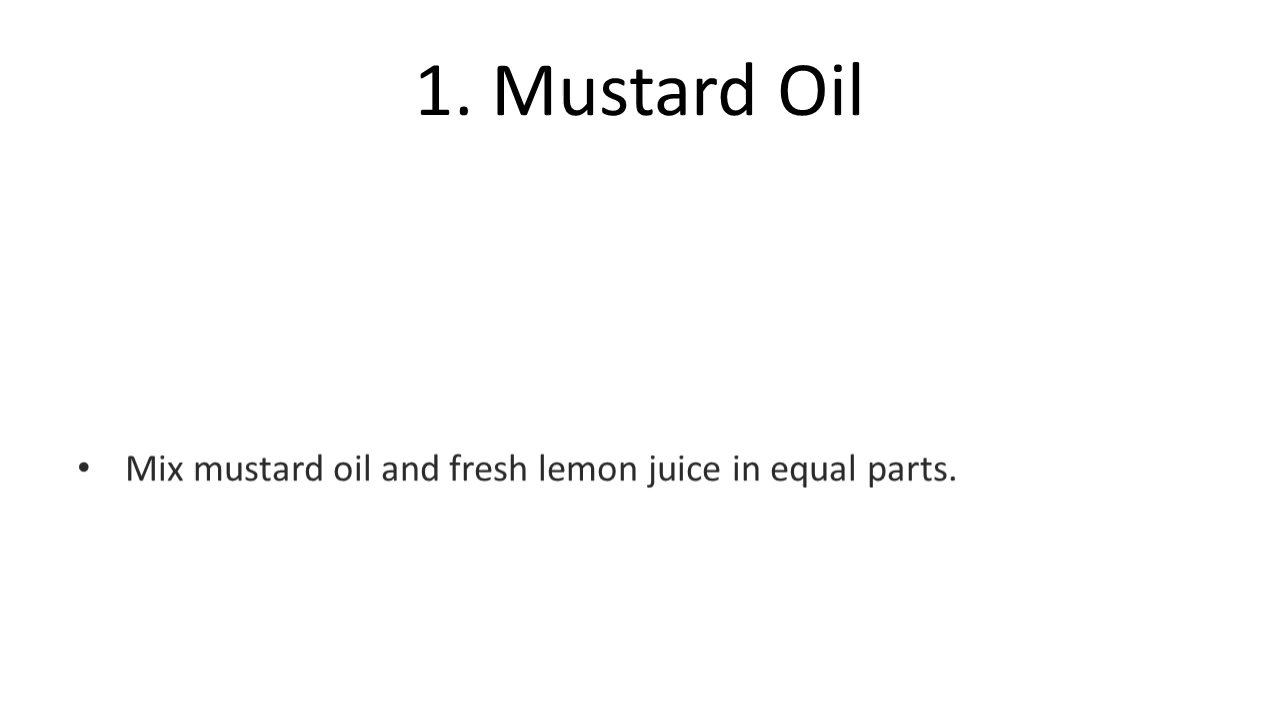 1. Mustard Oil
• Mix mustard oil and fresh lemon juice in equal parts.